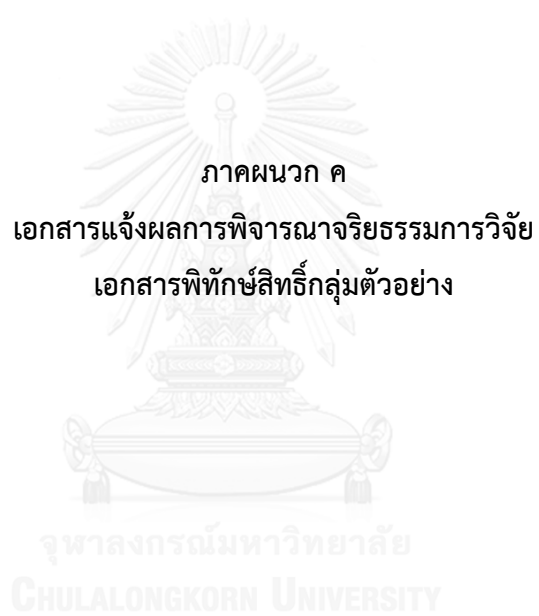 ภาคผนวก ค
เอกสารแจ้งผลการพิจารณาจริยธรรมการวิจัย
เอกสารพิทักษ์สิทธิ์กลุ่มตัวอย่าง
จุฬาลงกรณ์มหาวิทยาลัย
CHULALONGKORN UNIVERSITY